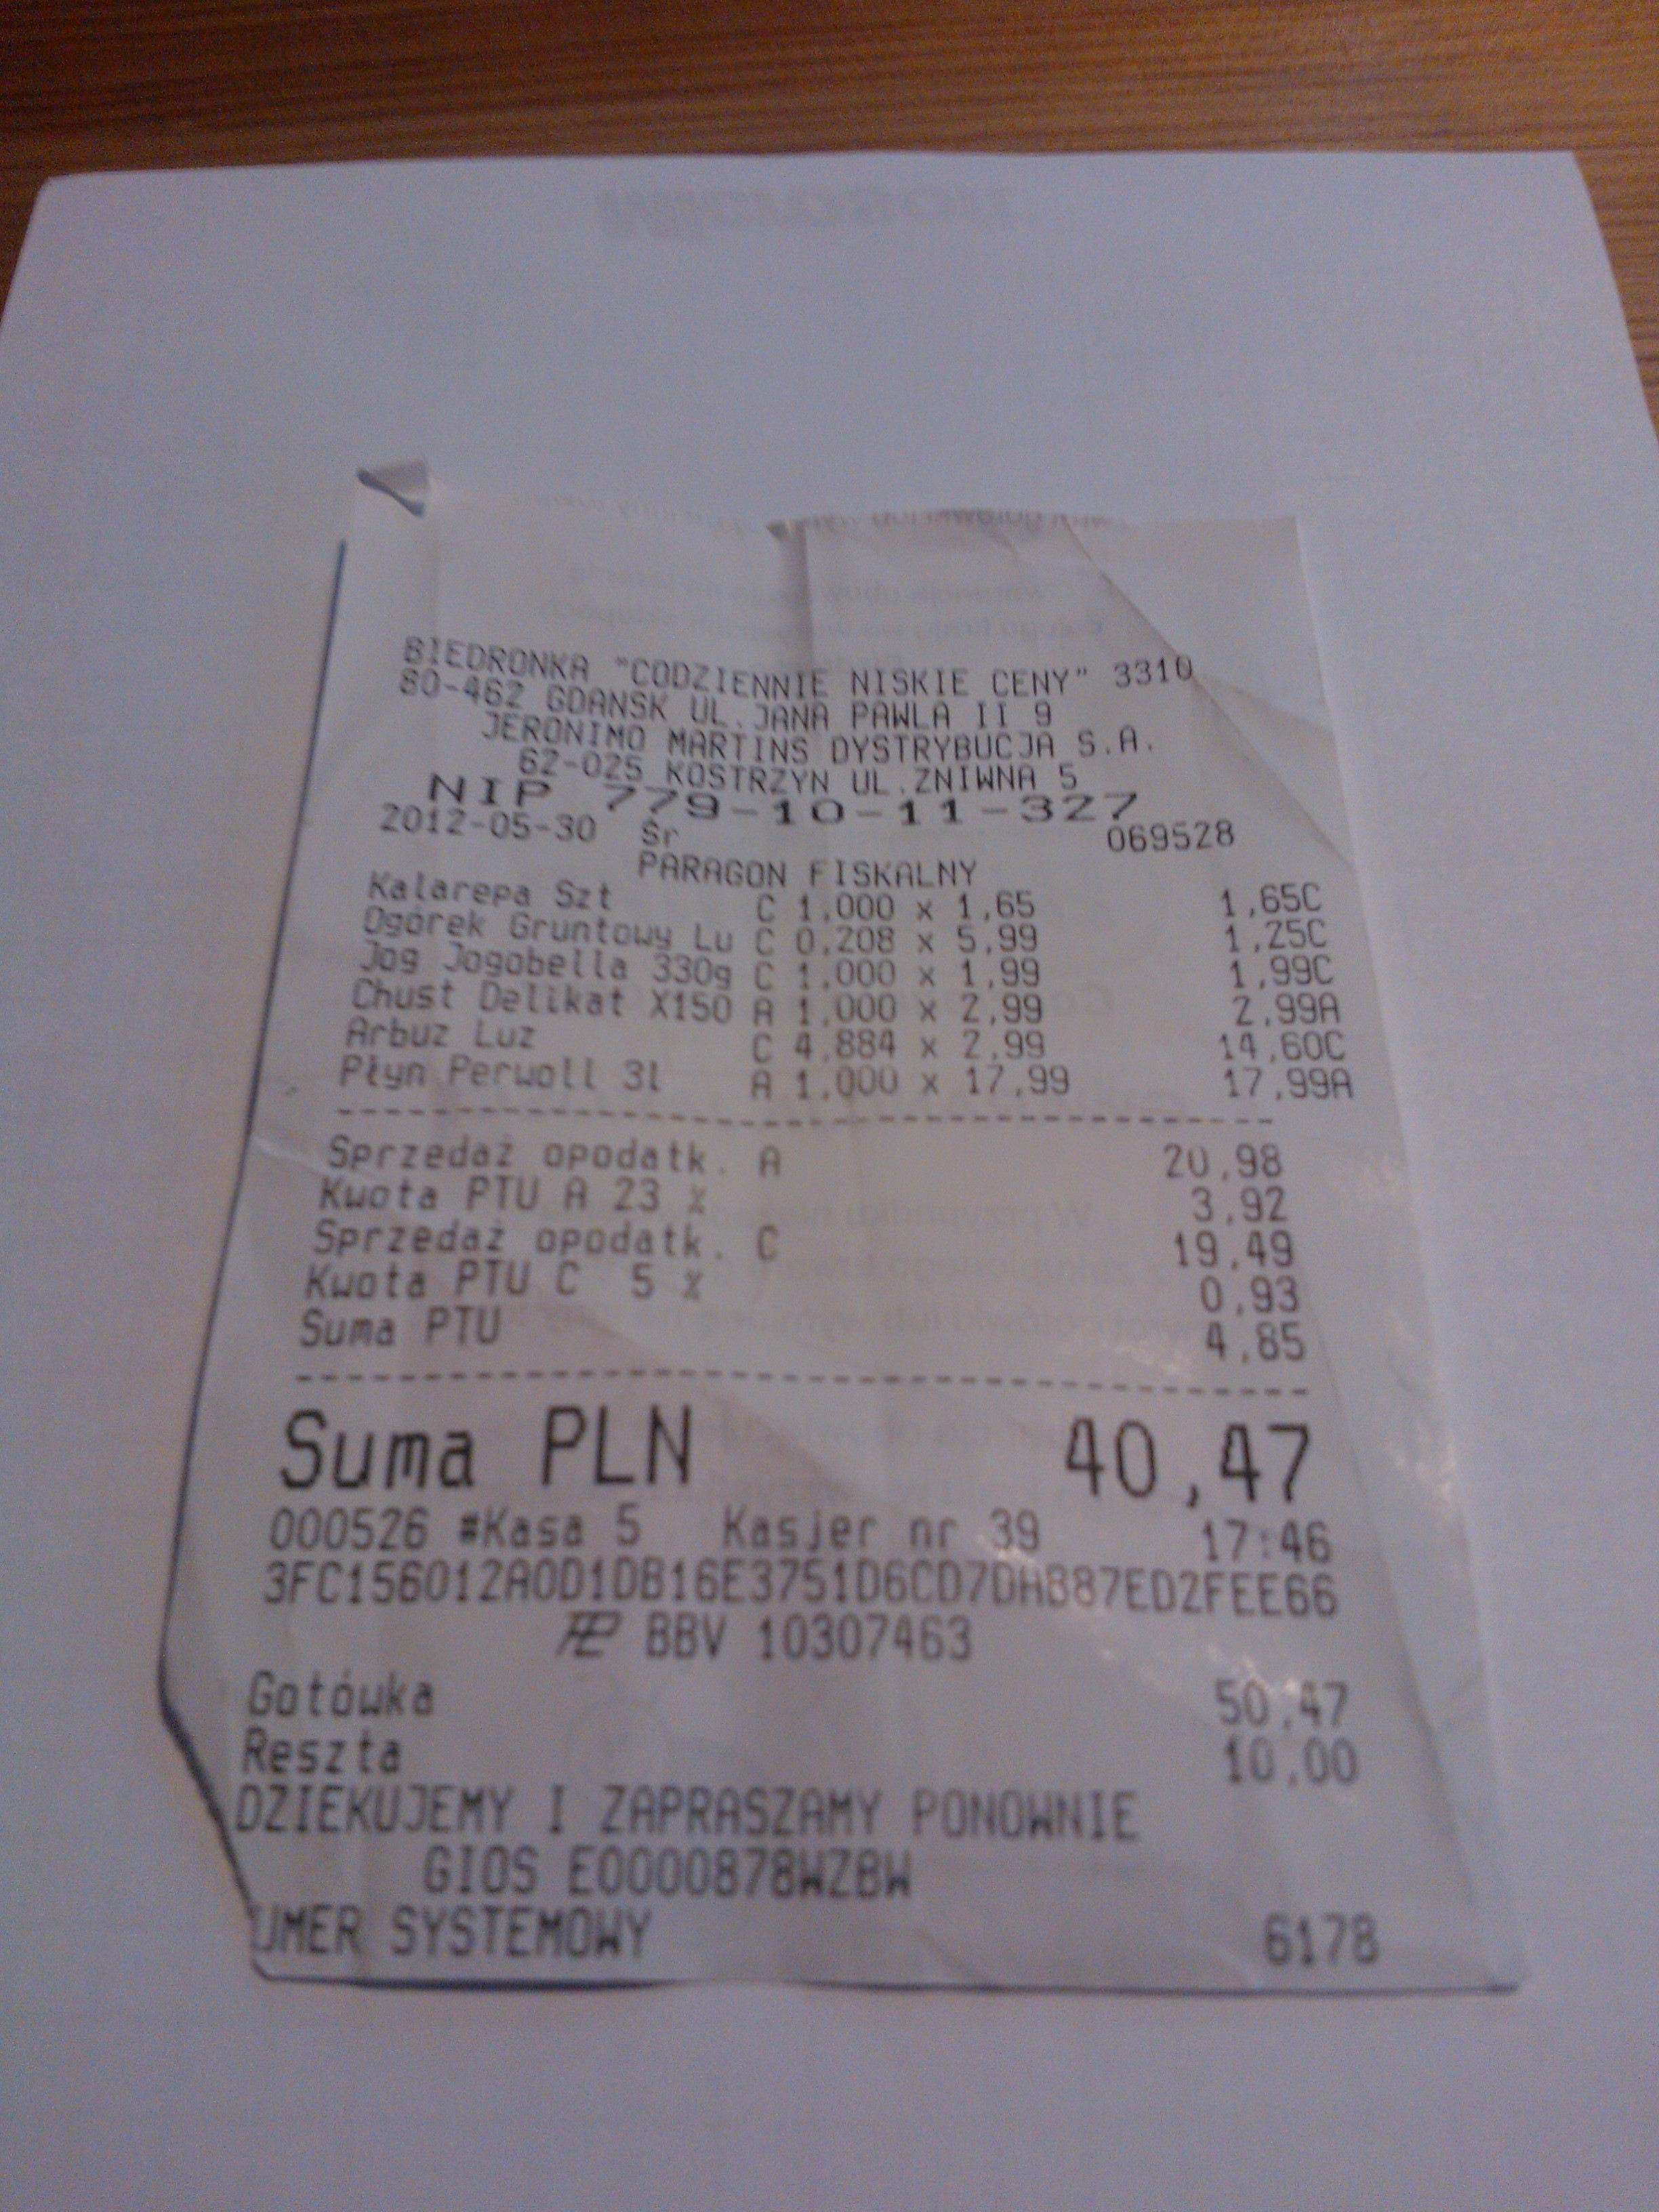 BIEDRONKA "CODZIENNIE NISKIE CENY" 3310
80-462 GDANSK UL.JANA PAWLA II 9
JERONIMO MARTINS DYSTRYBUCJA S.A.
62-025 KOSTRZYN UL.ZNIWNA 5
NIP 779-10-11-327
2012-05-30 Śr 069528
PARAGON FISKALNY
Kalarepa Szt C 1,000 x 1,65 1,65C
Ogórek Gruntowy Lu C 0,208 x 5,99 1,25C
Jog Jogobella 330g C 1,000 x 1,99 1,99C
Chust Delikat X150 A 1,000 x 2,99 2,99A
Arbuz Luz C 4,884 x 2,99 14,60C
Płyn Perwoll 3l A 1,000 x 17,99 17,99A
Sprzedaż opodatk. A 20,98
Kwota PTU A 23 % 3,92
Sprzedaż opodatk. C 19,49
Kwota PTU C 5 % 0,93
Suma PTU 4,85
Suma PLN 40,47
000526 #Kasa 5 Kasjer nr 39 17:46
3FC156012A0D1DB16E3751D6CD7DAB87ED2FEE66
BBV 10307463
Gotówka 50,47
Reszta 10,00
DZIEKUJEMY I ZAPRASZAMY PONOWNIE
GIOS E0000878WZBW
UMER SYSTEMOWY 6178